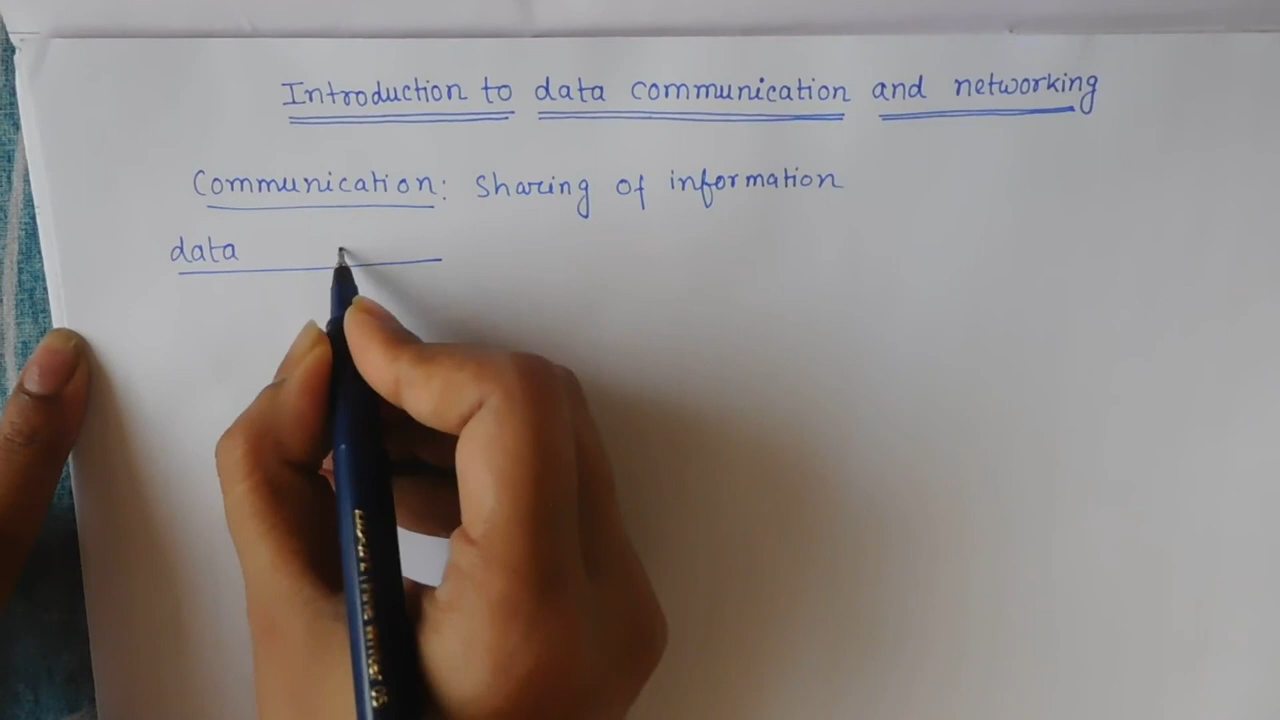 Introduction to data communication and networking
Communication: Sharing of information
data